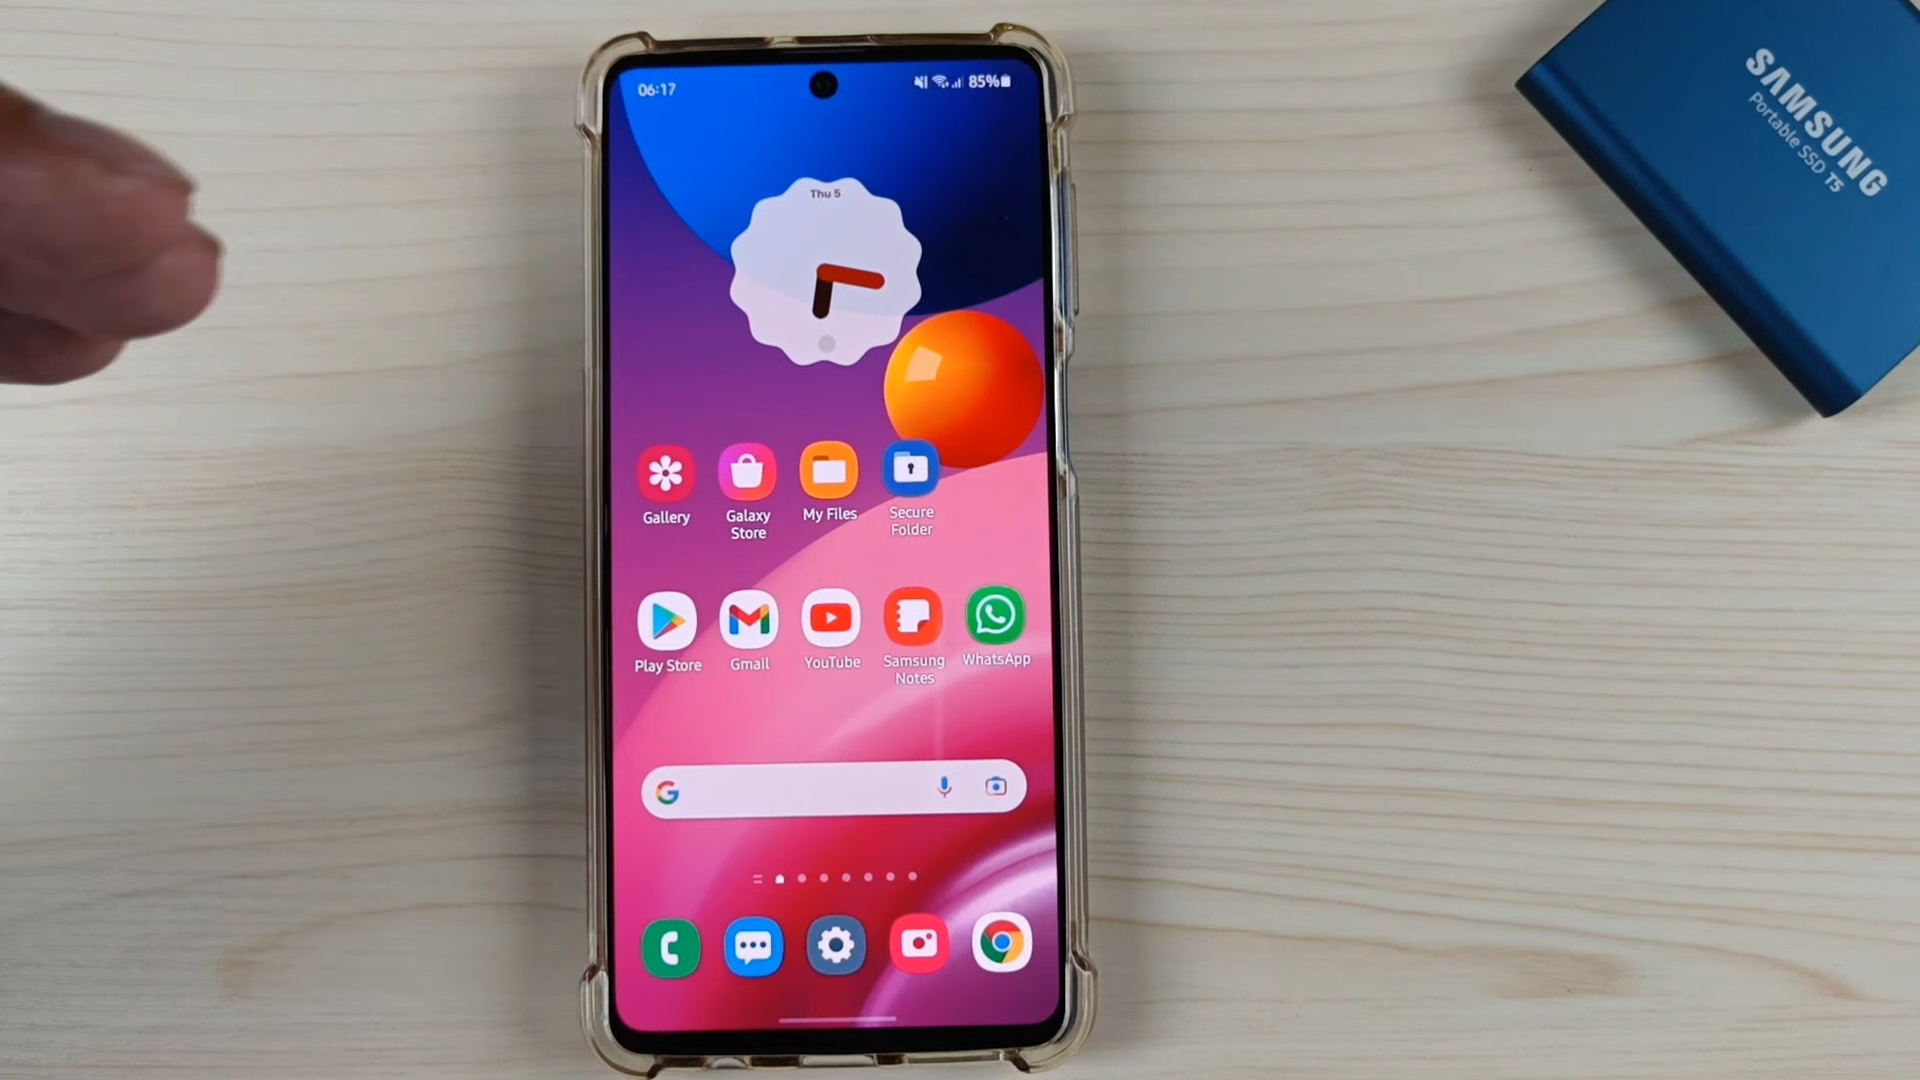 06:17
85%
Thu 5
Gallery
Galaxy
Store
My Files
Secure
Folder
Play Store
Gmail
YouTube
Samsung
Notes
WhatsApp
SAMSUNG
Portable SSD T5